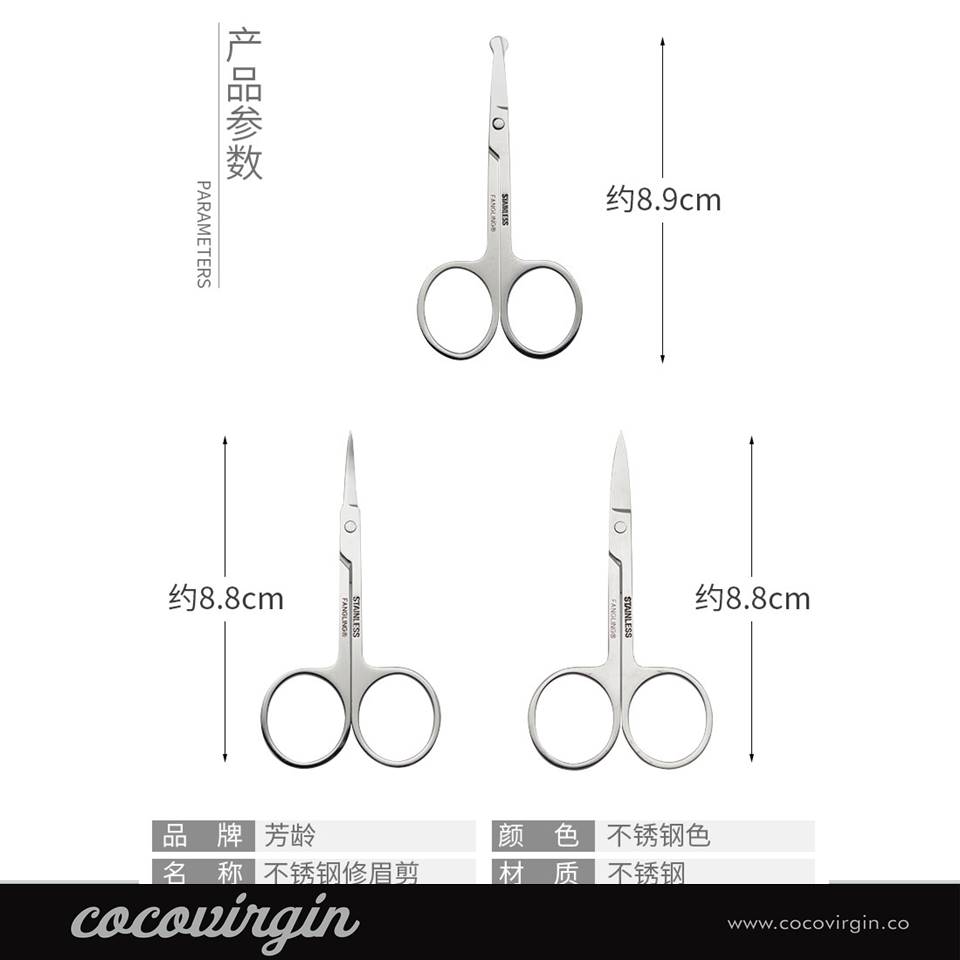 产品参数
PARAMETERS
约8.9cm
STAINLESS
FANGLING®
约8.8cm
STAINLESS
FANGLING®
STAINLESS
FANGLING®
约8.8cm
品 牌 芳龄
颜 色 不锈钢色
名 称 不锈钢修眉剪
材 质 不锈钢
cocovirgin
www.cocovirgin.co